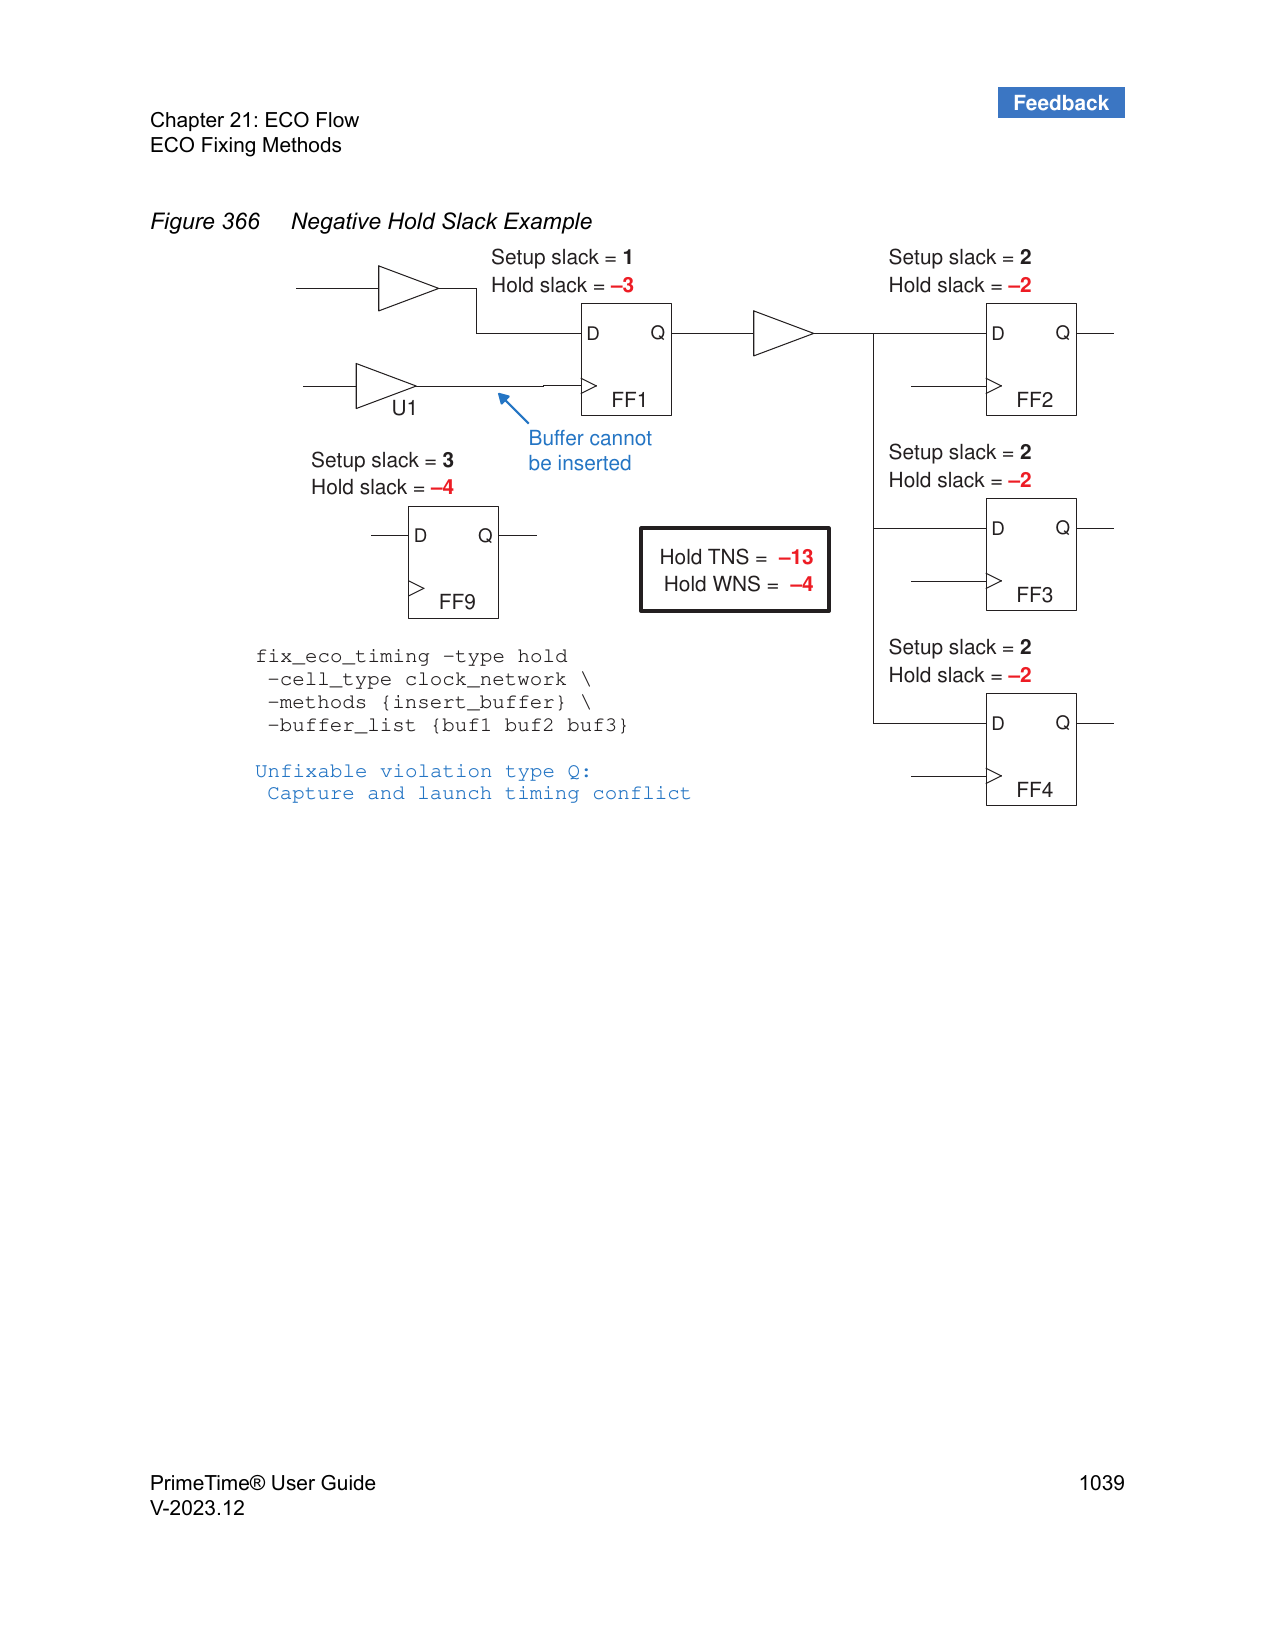 Feedback
Chapter 21: ECO Flow
ECO Fixing Methods
Figure 366 Negative Hold Slack Example
Setup slack = 1
Hold slack = –3
D Q
FF1
U1
Buffer cannot
be inserted
Setup slack = 2
Hold slack = –2
D Q
FF2
Setup slack = 3
Hold slack = –4
D Q
FF9
Hold TNS = –13
Hold WNS = –4
Setup slack = 2
Hold slack = –2
D Q
FF3
Setup slack = 2
Hold slack = –2
D Q
FF4
fix_eco_timing –type hold
–cell_type clock_network \
–methods {insert_buffer} \
–buffer_list {buf1 buf2 buf3}
Unfixable violation type Q:
Capture and launch timing conflict
PrimeTime® User Guide 1039
V-2023.12